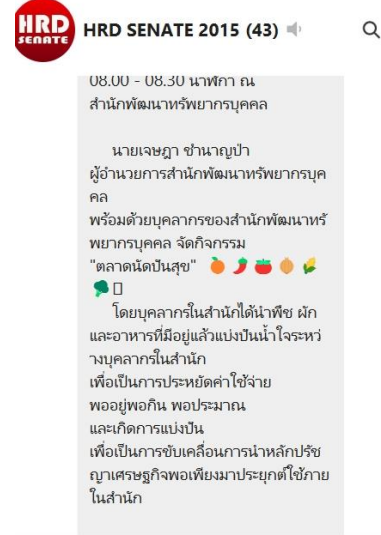 HRD
SENATE
HRD SENATE 2015 (43)
08.00 - 08.30 นาฬิกา ณ
สำนักพัฒนาทรัพยากรบุคคล
นายเจษฎา ชำนาญป่า
ผู้อำนวยการสำนักพัฒนาทรัพยากรบุค
คล
พร้อมด้วยบุคลากรของสำนักพัฒนาทรั
พยากรบุคคล จัดกิจกรรม
"ตลาดนัดปันสุข" 🍊🌶️🍅🧅🌽
🥦▯
โดยบุคลากรในสำนักได้นำพืช ผัก
และอาหารที่มีอยู่แล้วแบ่งปันน้ำใจระหว่
างบุคลากรในสำนัก
เพื่อเป็นการประหยัดค่าใช้จ่าย
พออยู่พอกิน พอประมาณ
และเกิดการแบ่งปัน
เพื่อเป็นการขับเคลื่อนการนำหลักปรัช
ญาเศรษฐกิจพอเพียงมาประยุกต์ใช้ภาย
ในสำนัก